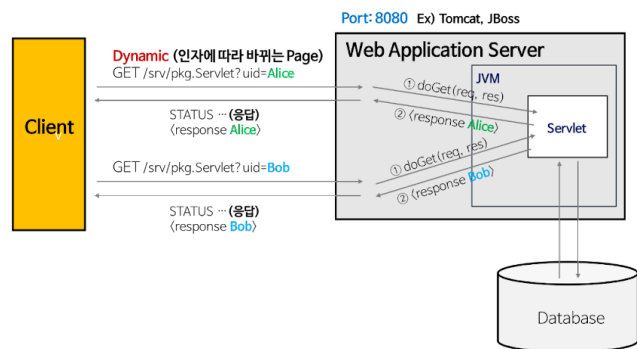 Port: 8080 Ex) Tomcat, JBoss
Dynamic (인자에 따라 바뀌는 Page)
Web Application Server
GET /srv/pkg.Servlet?uid=Alice
JVM
① doGet(req, res)
② <response Alice>
Client
STATUS … (응답)
<response Alice>
Servlet
GET /srv/pkg.Servlet?uid=Bob
① doGet(req, res)
② <response Bob>
STATUS … (응답)
<response Bob>
Database